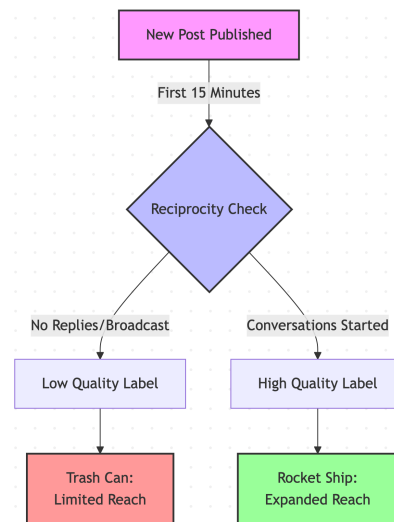 New Post Published
First 15 Minutes
Reciprocity Check
No Replies/Broadcast
Conversations Started
Low Quality Label
High Quality Label
Trash Can:
Limited Reach
Rocket Ship:
Expanded Reach